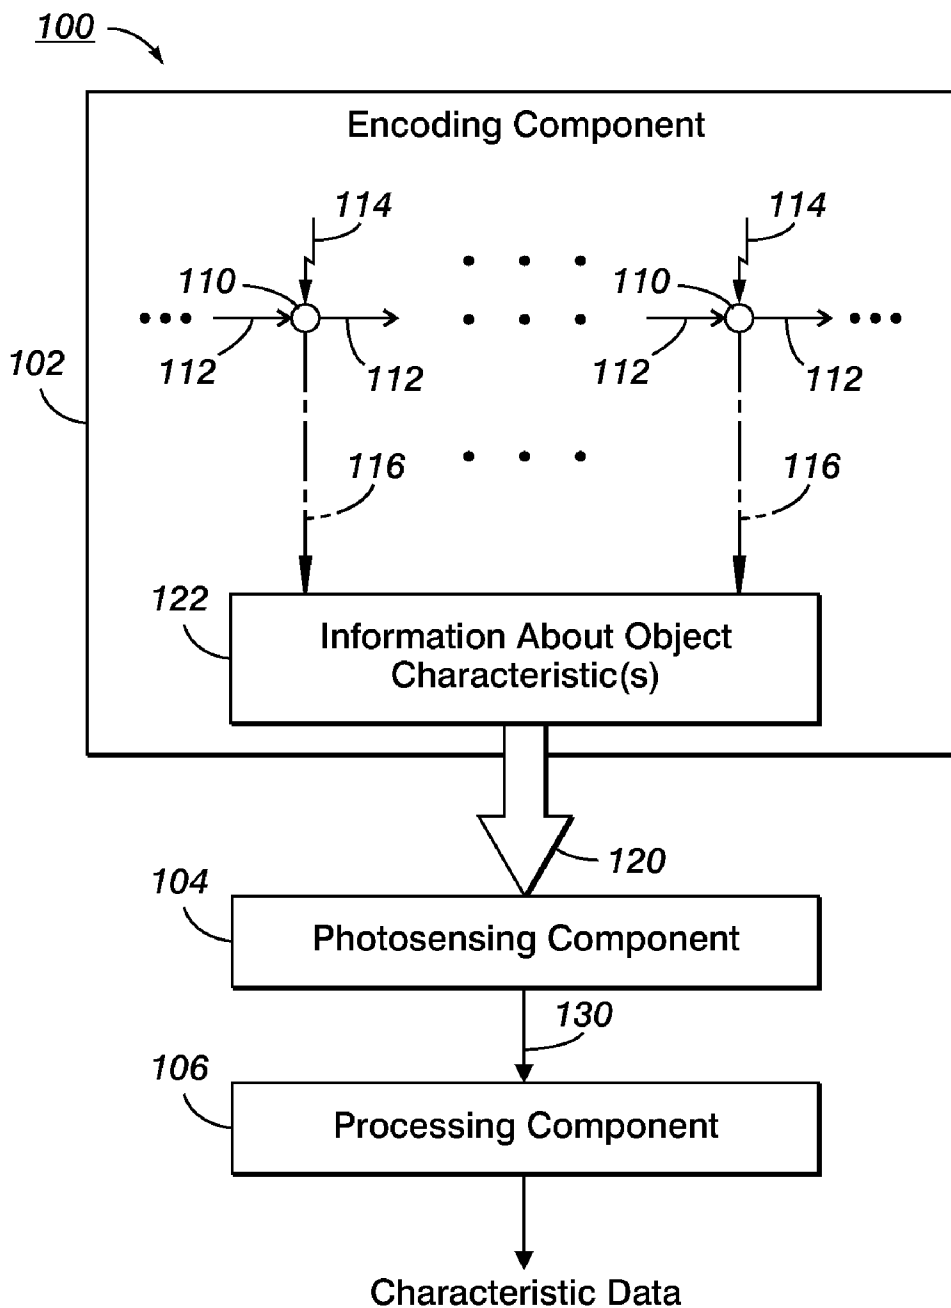 100
Encoding Component
114
114
110
110
112
112
112
112
102
116
116
122
Information About Object
Characteristic(s)
120
104
Photosensing Component
130
106
Processing Component
Characteristic Data